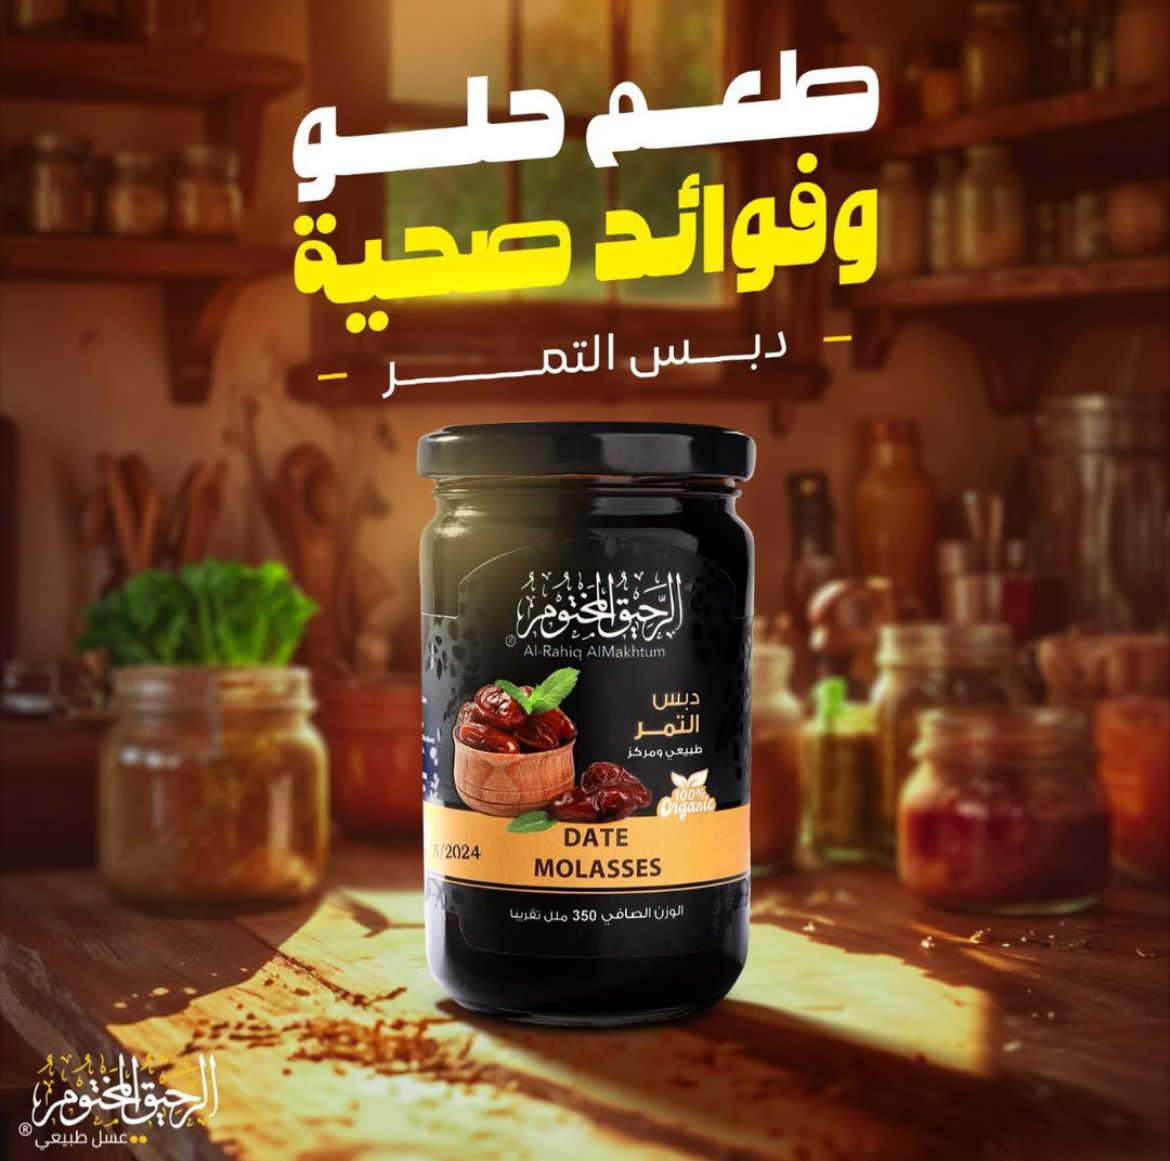 طعم حلو
وفوائد صحية
دبس التمر
الرحيق المختوم
®
Al-Rahiq AlMakhtum
دبس
التمر
طبيعي ومركز
100%
Organic
DATE
MOLASSES
5/2024
الوزن الصافي 350 ملل تقريبا
الرحيق المختوم
®
عسل طبيعي